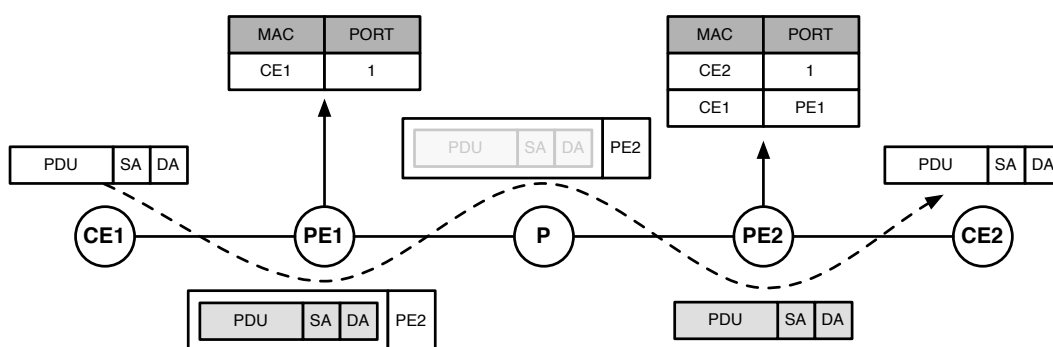 MAC PORT
CE1 1
MAC PORT
CE2 1
CE1 PE1
PDU SA DA
PDU SA DA PE2
PDU SA DA
CE1 PE1 P PE2 CE2
PDU SA DA PE2
PDU SA DA